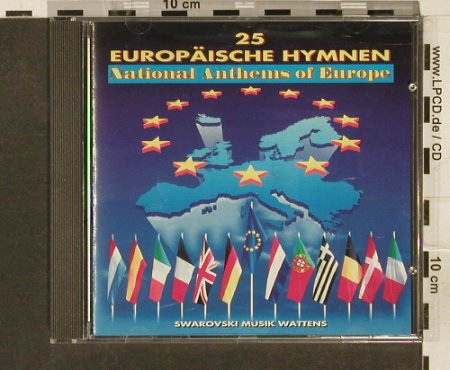 10 cm
25
EUROPÄISCHE HYMNEN
National Anthems of Europe
SWAROVSKI MUSIK WATTENS
www.LPCD.de / CD
10 cm